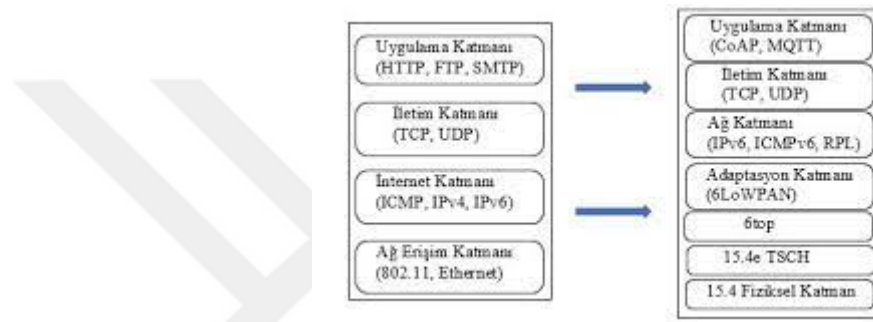 Uygulama Katmanı
(HTTP, FTP, SMTP)
İletim Katmanı
(TCP, UDP)
İnternet Katmanı
(ICMP, IPv4, IPv6)
Ağ Erişim Katmanı
(802.11, Ethernet)
Uygulama Katmanı
(CoAP, MQTT)
İletim Katmanı
(TCP, UDP)
Ağ Katmanı
(IPv6, ICMPv6, RPL)
Adaptasyon Katmanı
(6LoWPAN)
6top
15.4e TSCH
15.4 Fiziksel Katman